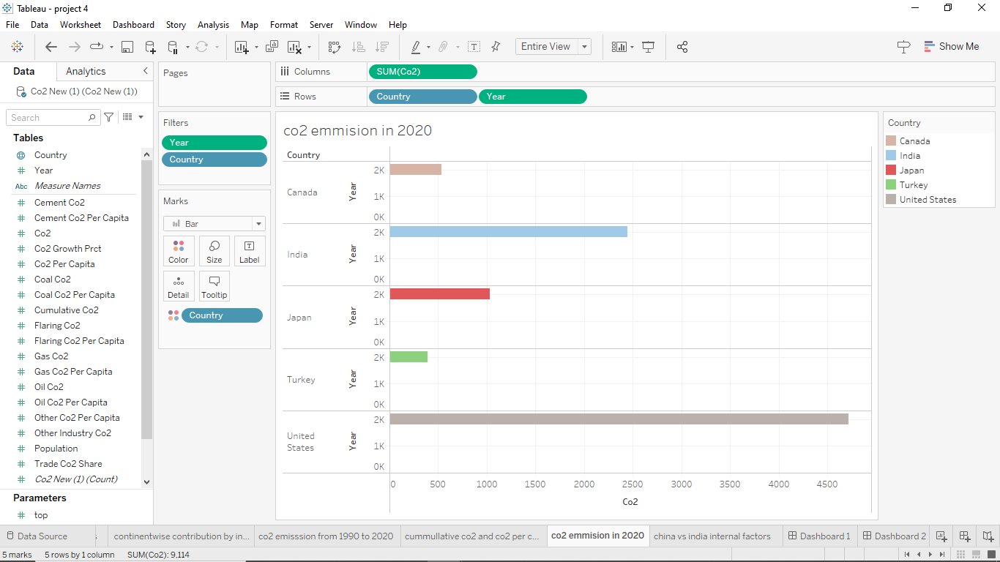 Tableau - project 4
File Data Worksheet Dashboard Story Analysis Map Format Server Window Help
Entire View
Show Me
Data Analytics
Co2 New (1) (Co2 New (1))
Search
Tables
Country
Year
Abc Measure Names
Cement Co2
Cement Co2 Per Capita
Co2
Co2 Growth Prct
Co2 Per Capita
Coal Co2
Coal Co2 Per Capita
Cumulative Co2
Flaring Co2
Flaring Co2 Per Capita
Gas Co2
Gas Co2 Per Capita
Oil Co2
Oil Co2 Per Capita
Other Co2 Per Capita
Other Industry Co2
Population
Trade Co2 Share
Co2 New (1) (Count)
Parameters
top
Pages
Filters
Year
Country
Marks
Bar
Color Size Label
Detail Tooltip
Country
Columns SUM(Co2)
Rows Country Year
co2 emmision in 2020
Country
Canada Year 2K 1K 0K
India Year 2K 1K 0K
Japan Year 2K 1K 0K
Turkey Year 2K 1K 0K
United States Year 2K 1K 0K
0 500 1000 1500 2000 2500 3000 3500 4000 4500
Co2
Country
Canada
India
Japan
Turkey
United States
Data Source continentwise contribution by in... co2 emisssion from 1990 to 2020 cummullative co2 and co2 per c... co2 emmision in 2020 china vs india internal factors Dashboard 1 Dashboard 2
5 marks 5 rows by 1 column SUM(Co2): 9,114